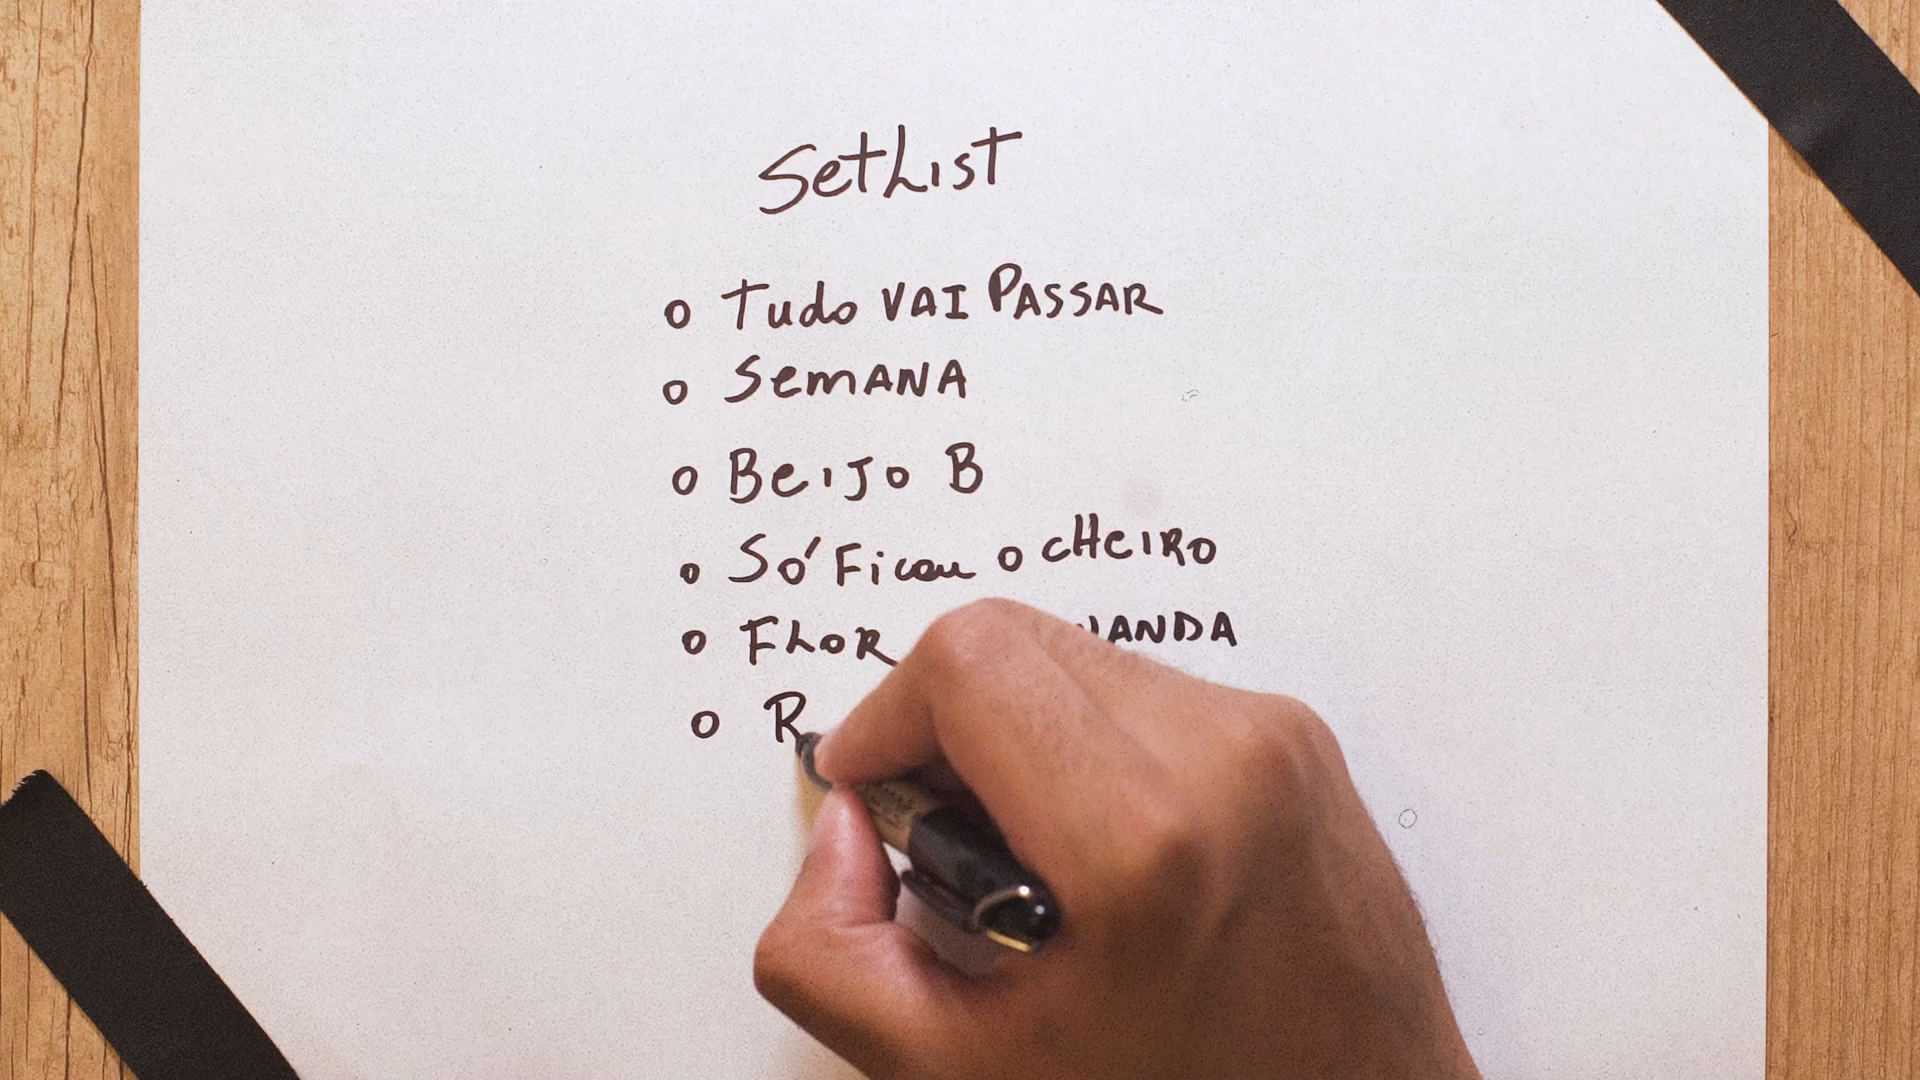 SetList
Tudo VAI PASSAR
SemANA
BeiJo B
Só Ficou o cHeiRO
FLOR
R